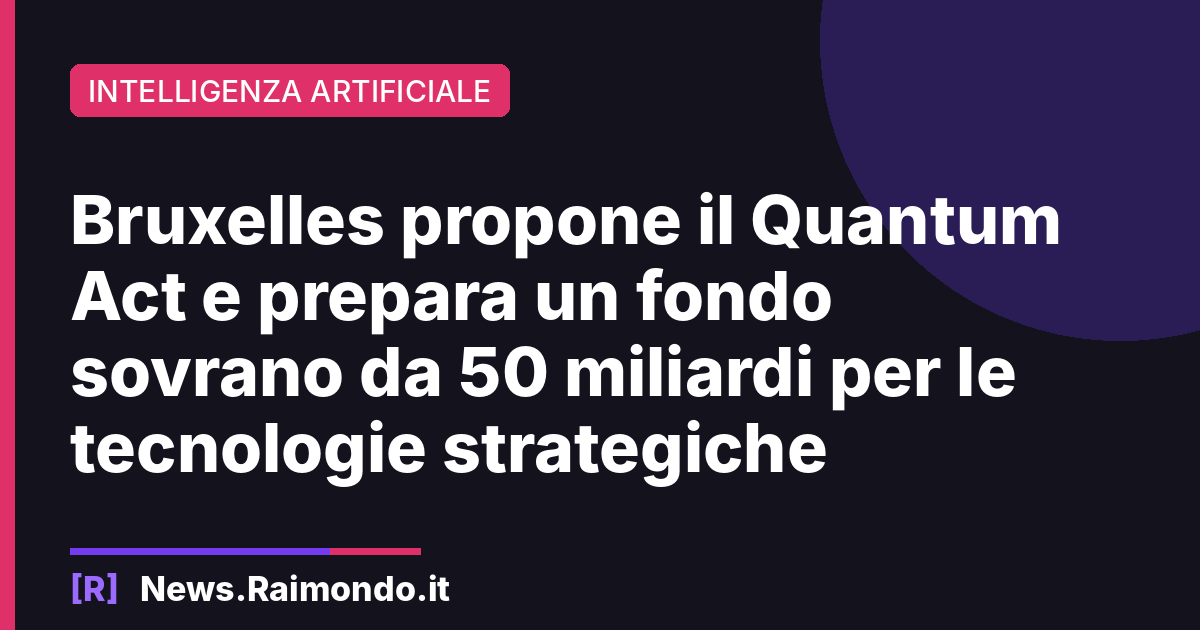 INTELLIGENZA ARTIFICIALE
Bruxelles propone il Quantum
Act e prepara un fondo
sovrano da 50 miliardi per le
tecnologie strategiche
[R] News.Raimondo.it